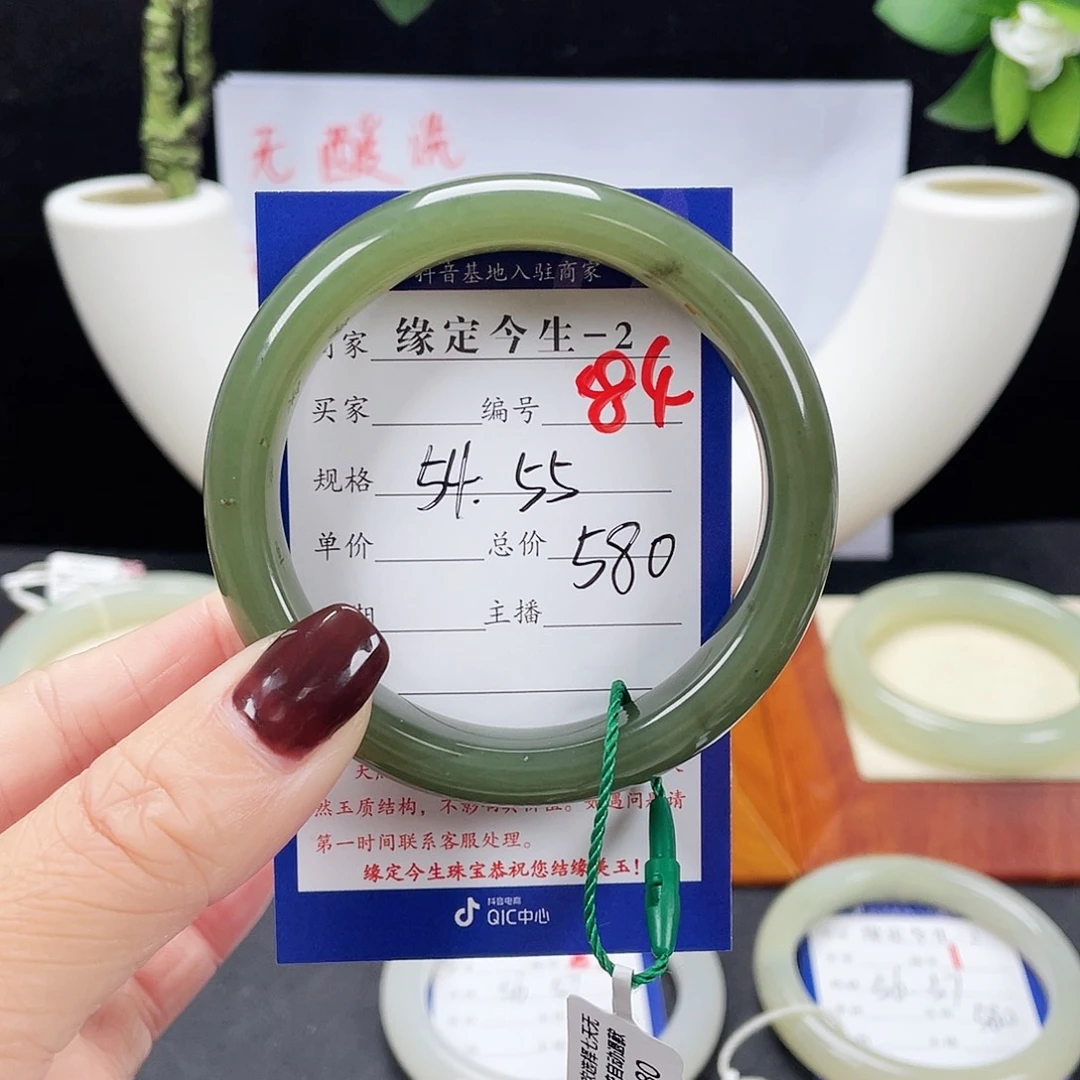 无酸流
抖音基地入驻商家
家 缘定今生-2
买家 编号 84
规格 54. 55
单价 总价 580
主播
然玉质结构,不影响其价值。如遇问题请
第一时间联系客服处理。
缘定今生珠宝恭祝您结缘美玉!
抖音电商
QIC中心
56 57
580